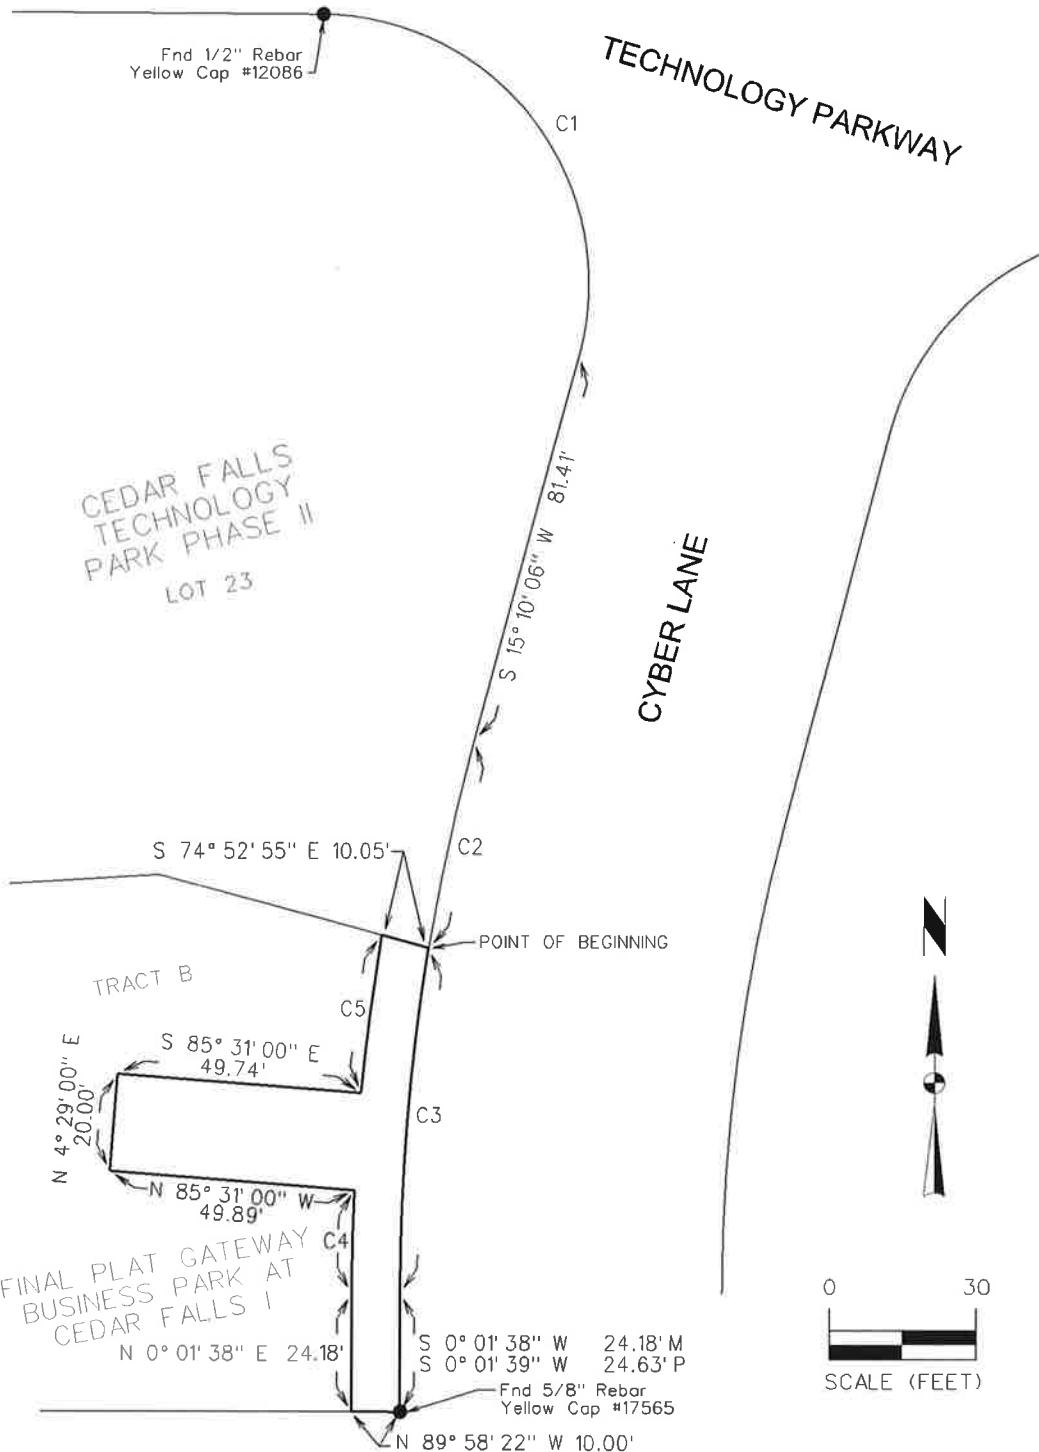 Fnd 1/2" Rebar
Yellow Cap #12086
TECHNOLOGY PARKWAY
C1
CEDAR FALLS
TECHNOLOGY
PARK PHASE II
LOT 23
S 15° 10' 06" W 81.41'
CYBER LANE
S 74° 52' 55" E 10.05'
C2
POINT OF BEGINNING
N
TRACT B
C5
S 85° 31' 00" E
49.74'
N 4° 29' 00" E
20.00'
C3
N 85° 31' 00" W
49.89'
C4
FINAL PLAT GATEWAY
BUSINESS PARK AT
CEDAR FALLS I
N 0° 01' 38" E 24.18'
S 0° 01' 38" W 24.18' M
S 0° 01' 39" W 24.63' P
Fnd 5/8" Rebar
Yellow Cap #17565
N 89° 58' 22" W 10.00'
0 30
SCALE (FEET)